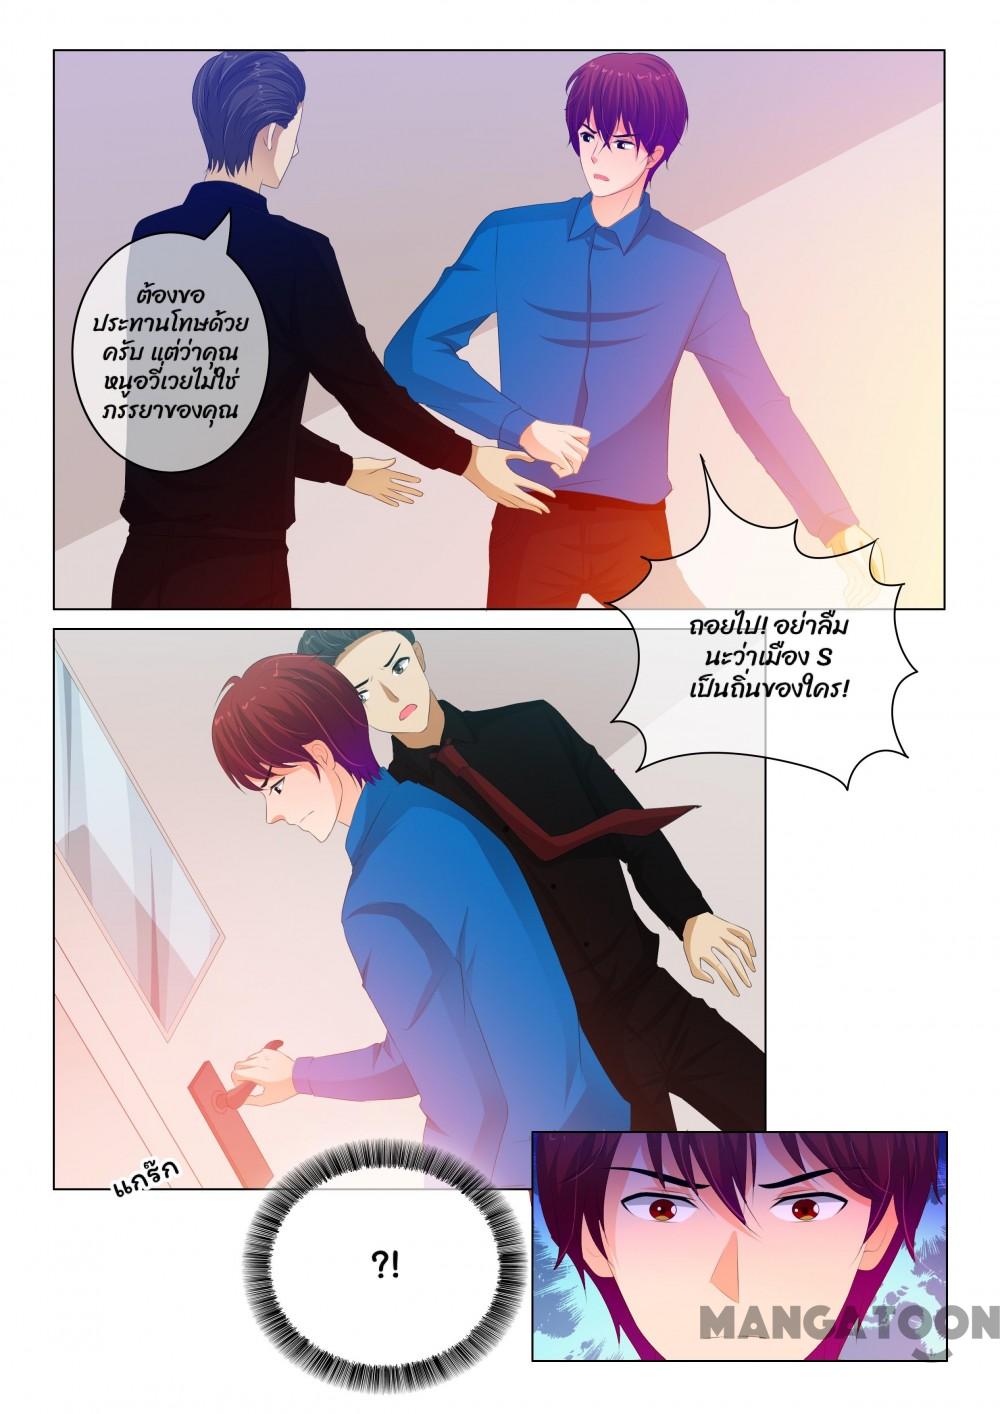 ต้องขอ
ประทานโทษด้วย
ครับ แต่ว่าคุณ
หนูอวี่เวยไม่ใช่
ภรรยาของคุณ
ถอยไป! อย่าลืม
นะว่าเมือง S
เป็นถิ่นของใคร!
แกร๊ก
?!
MANGATOON